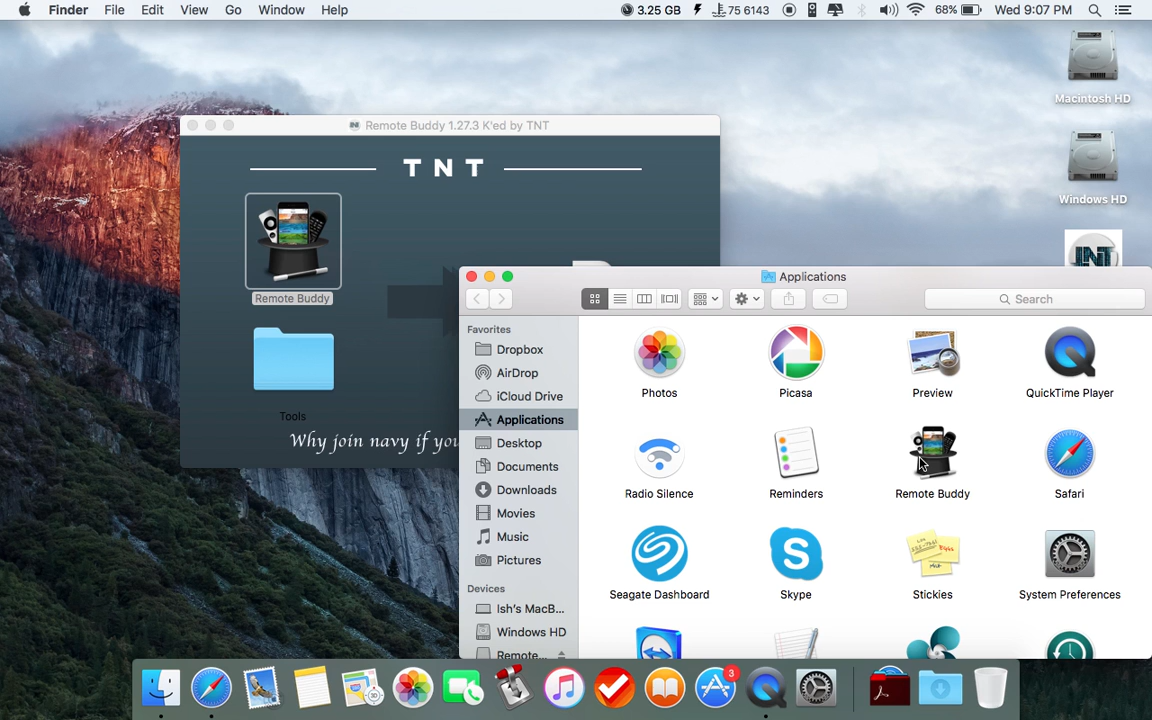 Finder File Edit View Go Window Help 3.25 GB 75 6143 68% Wed 9:07 PM
Macintosh HD
Windows HD
Remote Buddy 1.27.3 K'ed by TNT
TNT
Remote Buddy
Tools
Why join navy if you
TNT
Applications
Search
Favorites
Dropbox
AirDrop
iCloud Drive
Applications
Desktop
Documents
Downloads
Movies
Music
Pictures
Devices
Ish's MacB...
Windows HD
Remote...
Photos Picasa Preview QuickTime Player
Radio Silence Reminders Remote Buddy Safari
Seagate Dashboard Skype Stickies System Preferences
3